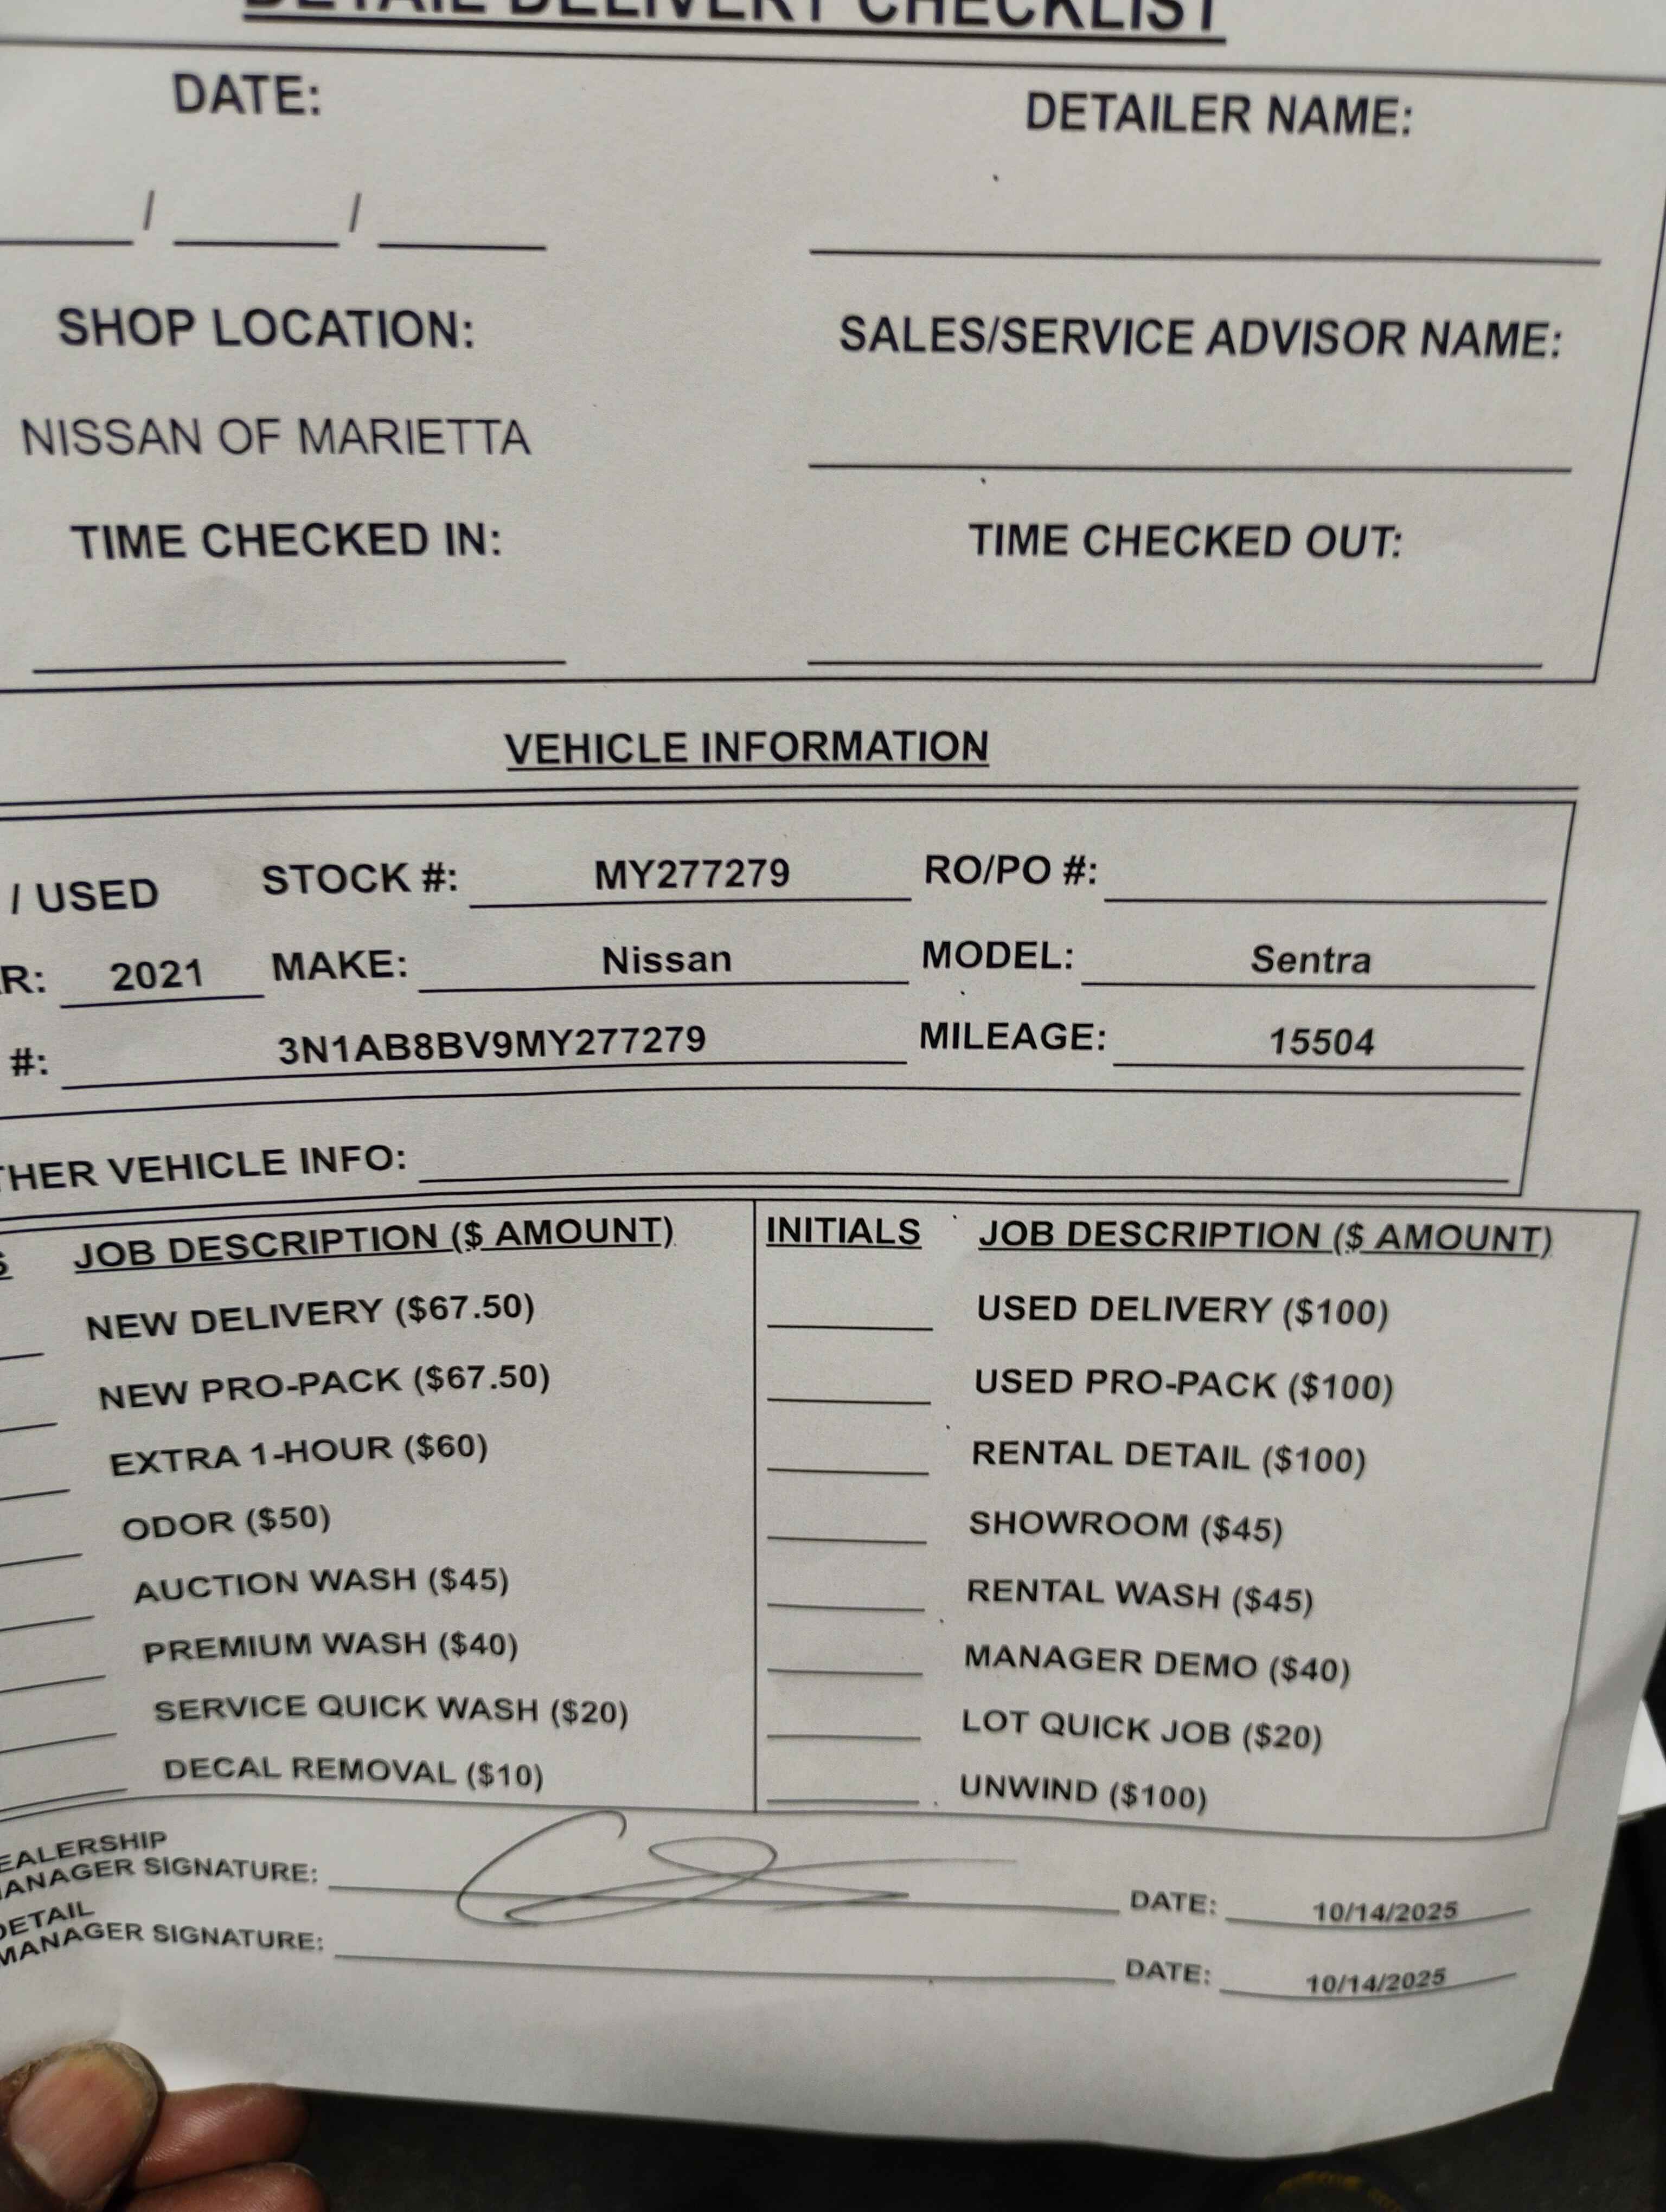 DETAIL DELIVERY CHECKLIST
DATE: DETAILER NAME:
/ /
SHOP LOCATION: SALES/SERVICE ADVISOR NAME:
NISSAN OF MARIETTA
TIME CHECKED IN: TIME CHECKED OUT:
VEHICLE INFORMATION
/ USED STOCK #: MY277279 RO/PO #:
R: 2021 MAKE: Nissan MODEL: Sentra
#: 3N1AB8BV9MY277279 MILEAGE: 15504
THER VEHICLE INFO:
S JOB DESCRIPTION ($ AMOUNT) INITIALS JOB DESCRIPTION ($ AMOUNT)
NEW DELIVERY ($67.50) USED DELIVERY ($100)
NEW PRO-PACK ($67.50) USED PRO-PACK ($100)
EXTRA 1-HOUR ($60) RENTAL DETAIL ($100)
ODOR ($50) SHOWROOM ($45)
AUCTION WASH ($45) RENTAL WASH ($45)
PREMIUM WASH ($40) MANAGER DEMO ($40)
SERVICE QUICK WASH ($20) LOT QUICK JOB ($20)
DECAL REMOVAL ($10) UNWIND ($100)
EALERSHIP
ANAGER SIGNATURE: DATE: 10/14/2025
DETAIL
MANAGER SIGNATURE: DATE: 10/14/2025